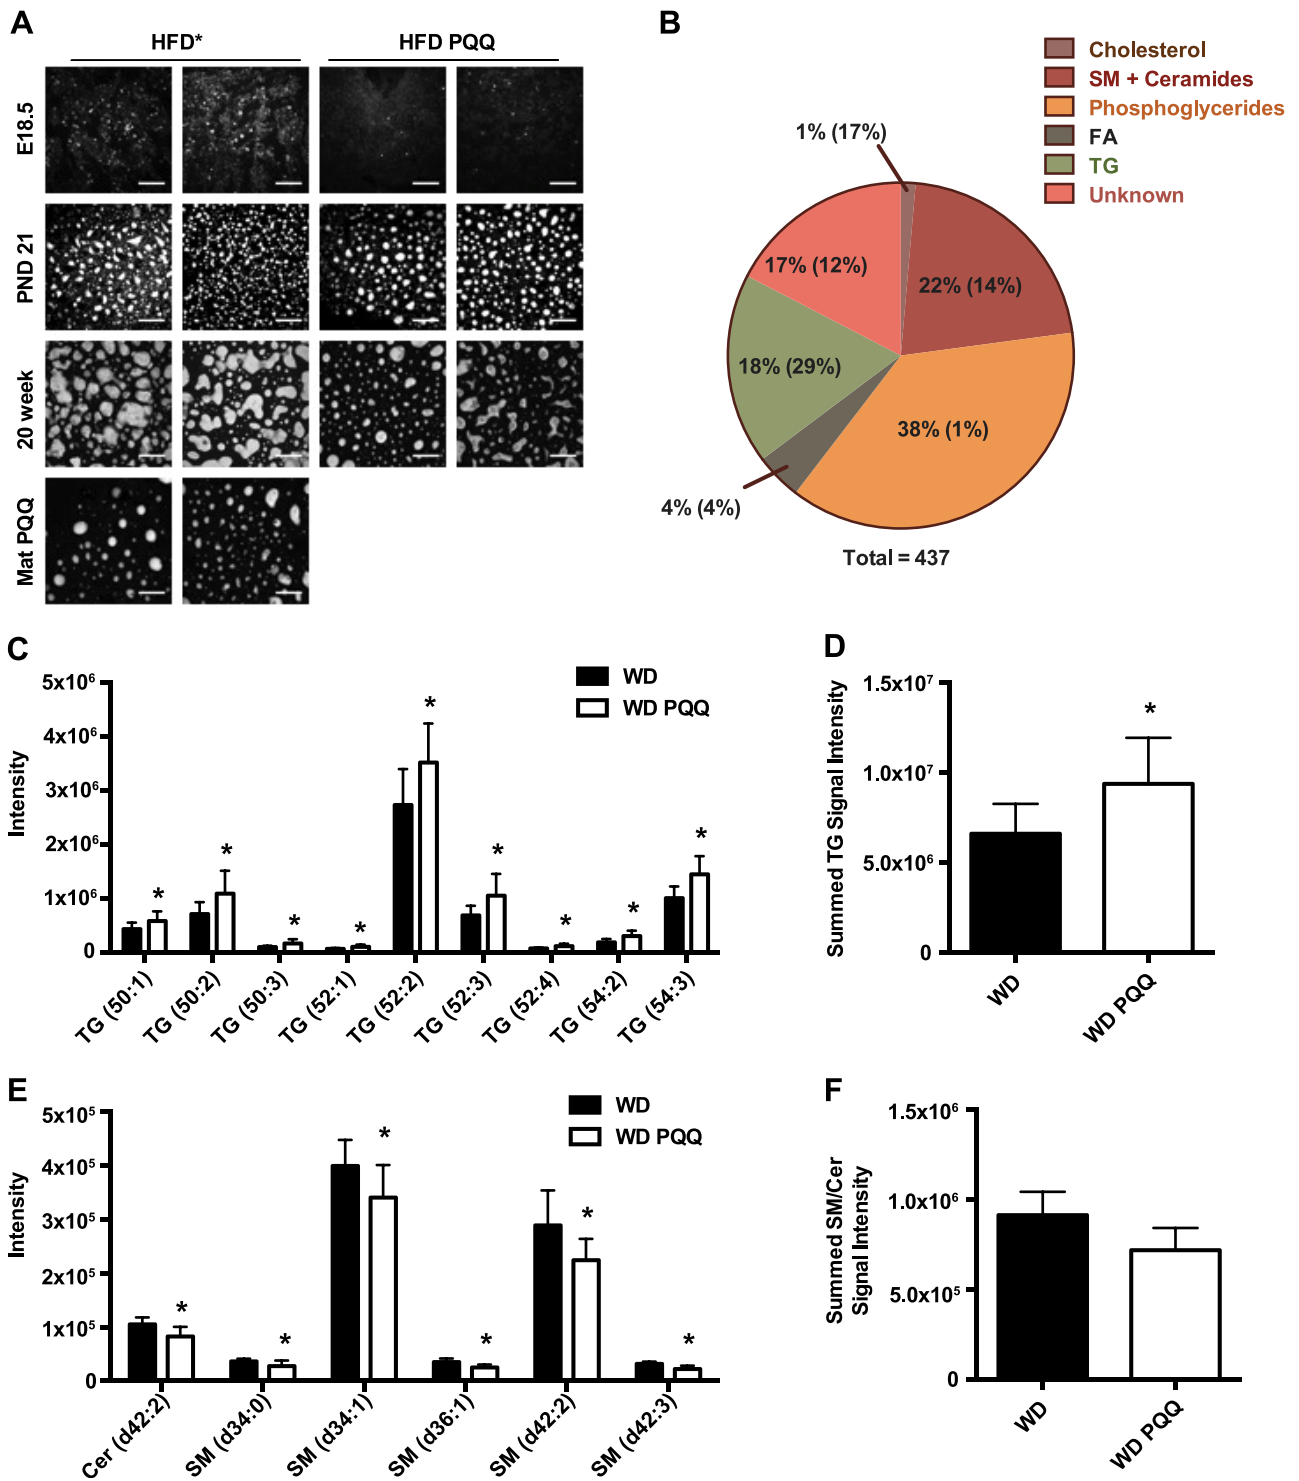 A
HFD*
HFD PQQ
E18.5
PND 21
20 week
Mat PQQ
B
Cholesterol
SM + Ceramides
Phosphoglycerides
FA
TG
Unknown
1% (17%)
17% (12%)
22% (14%)
18% (29%)
38% (1%)
4% (4%)
Total = 437
C
WD
WD PQQ
Intensity
5x10⁶
4x10⁶
3x10⁶
2x10⁶
1x10⁶
0
* * * * * * * * *
TG (50:1)
TG (50:2)
TG (50:3)
TG (52:1)
TG (52:2)
TG (52:3)
TG (52:4)
TG (54:2)
TG (54:3)
D
Summed TG Signal Intensity
1.5x10⁷
1.0x10⁷
5.0x10⁶
0
*
WD
WD PQQ
E
WD
WD PQQ
Intensity
5x10⁵
4x10⁵
3x10⁵
2x10⁵
1x10⁵
0
* * * * * *
Cer (d42:2)
SM (d34:0)
SM (d34:1)
SM (d36:1)
SM (d42:2)
SM (d42:3)
F
Summed SM/Cer
Signal Intensity
1.5x10⁶
1.0x10⁶
5.0x10⁵
0
WD
WD PQQ